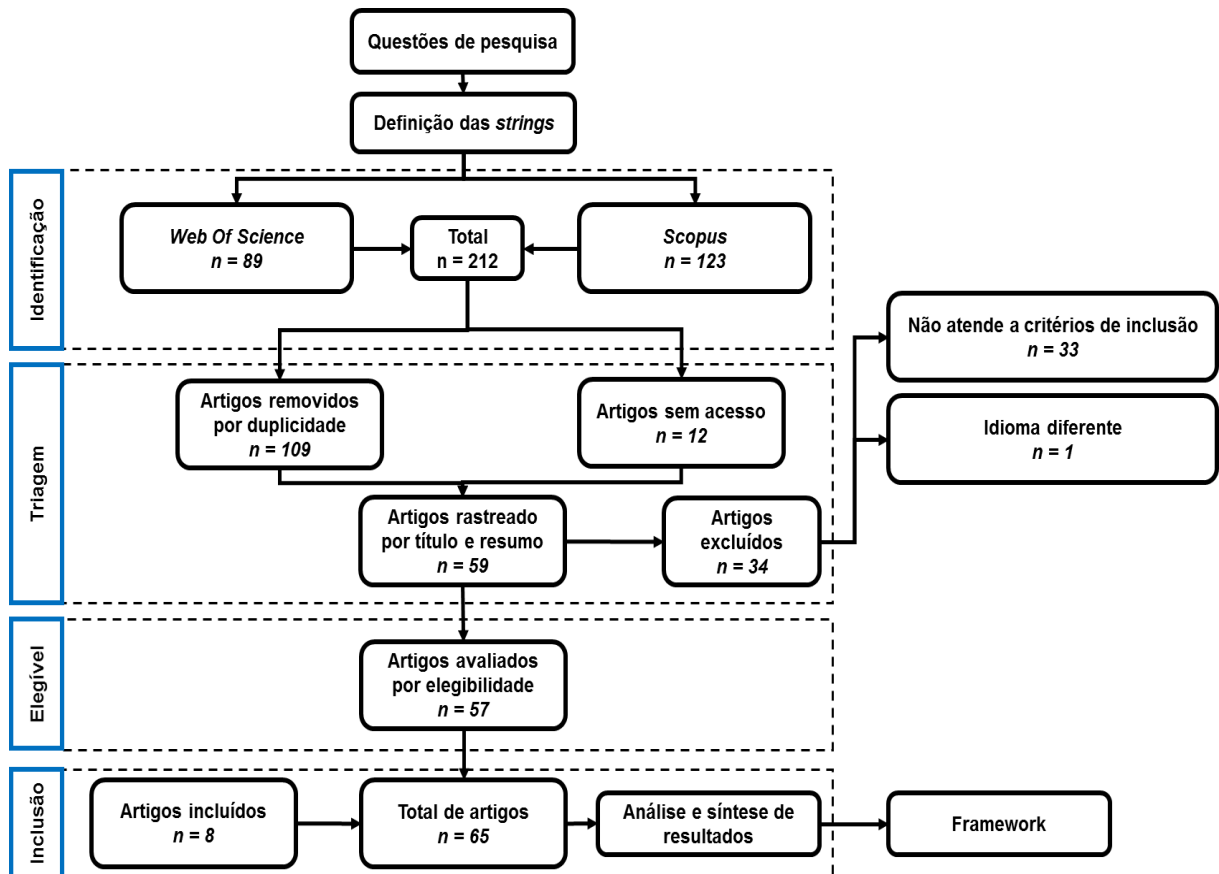 Questões de pesquisa
Definição das strings
Identificação
Web Of Science
n = 89
Total
n = 212
Scopus
n = 123
Não atende a critérios de inclusão
n = 33
Idioma diferente
n = 1
Triagem
Artigos removidos
por duplicidade
n = 109
Artigos sem acesso
n = 12
Artigos rastreado
por título e resumo
n = 59
Artigos
excluídos
n = 34
Elegível
Artigos avaliados
por elegibilidade
n = 57
Inclusão
Artigos incluídos
n = 8
Total de artigos
n = 65
Análise e síntese de
resultados
Framework